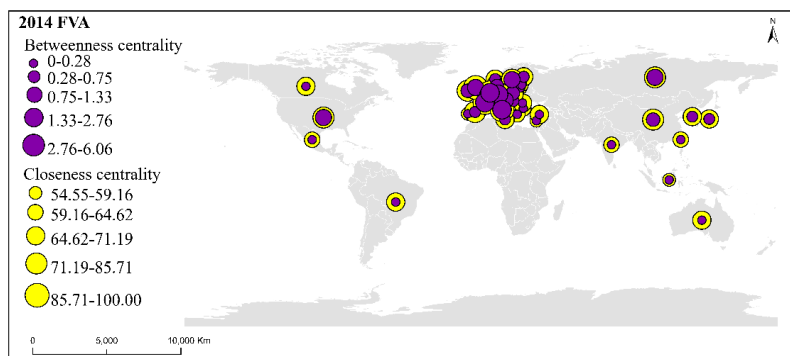 2014 FVA
N
Betweenness centrality
0-0.28
0.28-0.75
0.75-1.33
1.33-2.76
2.76-6.06
Closeness centrality
54.55-59.16
59.16-64.62
64.62-71.19
71.19-85.71
85.71-100.00
0 5,000 10,000 Km